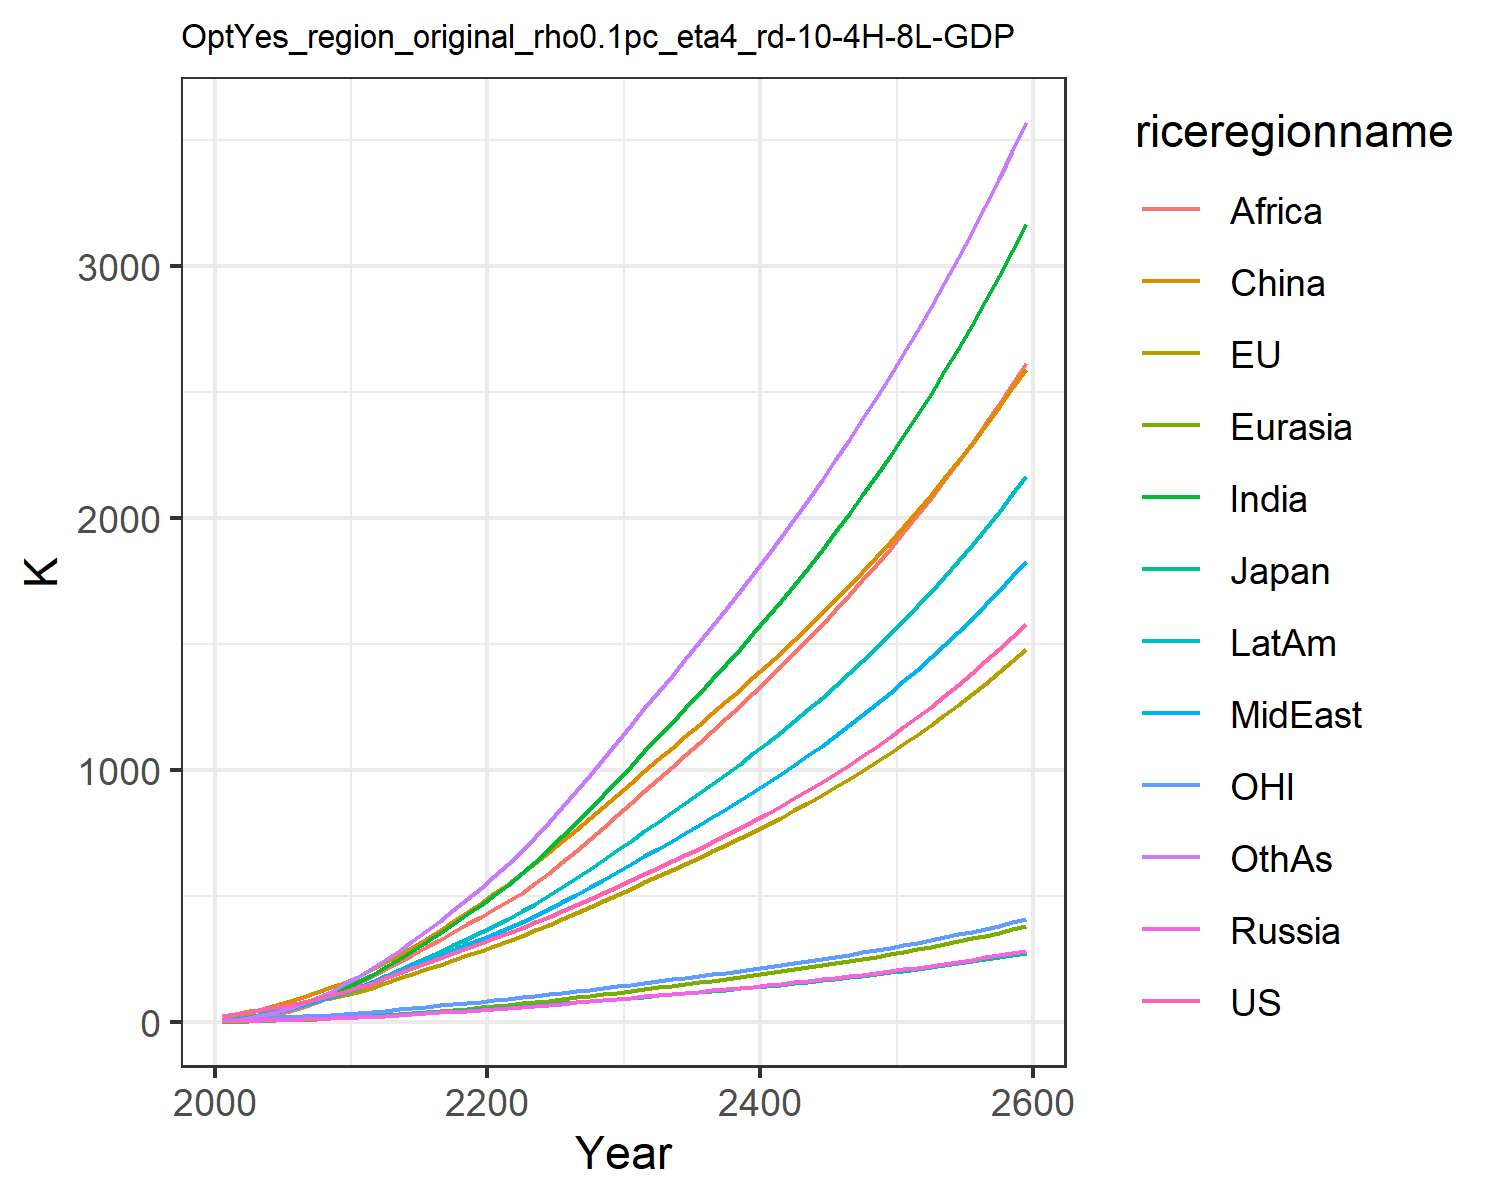 OptYes_region_original_rho0.1pc_eta4_rd-10-4H-8L-GDP
riceregionname
Africa
China
EU
Eurasia
India
Japan
LatAm
MidEast
OHI
OthAs
Russia
US
K
3000
2000
1000
0
2000 2200 2400 2600
Year